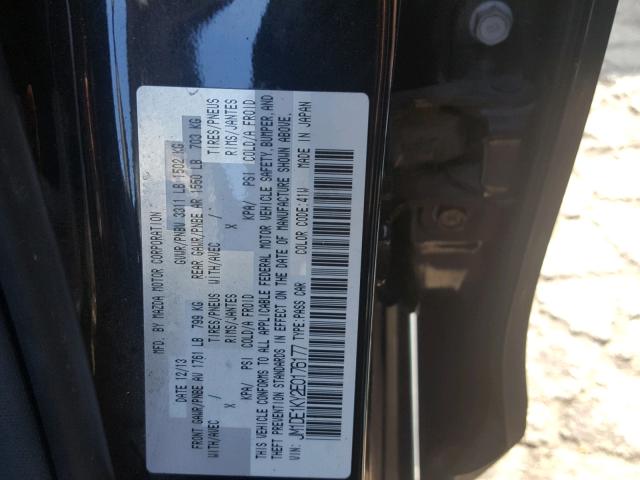 MFD. BY MAZDA MOTOR CORPORATION
DATE 12/13 GVWR/PNBV 3311 LB 1502 KG
FRONT GAWR/PNBE AV 1761 LB 799 KG REAR GAWR/PNBE AR 1550 LB 703 KG
WITH/AVEC / TIRES/PNEUS WITH/AVEC / TIRES/PNEUS
X RIMS/JANTES X RIMS/JANTES
KPA/ PSI COLD/A FROID KPA/ PSI COLD/A FROID
THIS VEHICLE CONFORMS TO ALL APPLICABLE FEDERAL MOTOR VEHICLE SAFETY, BUMPER, AND
THEFT PREVENTION STANDARDS IN EFFECT ON THE DATE OF MANUFACTURE SHOWN ABOVE.
VIN: JM1DE1KY2E0176177 TYPE:PASS CAR COLOR CODE:41W MADE IN JAPAN